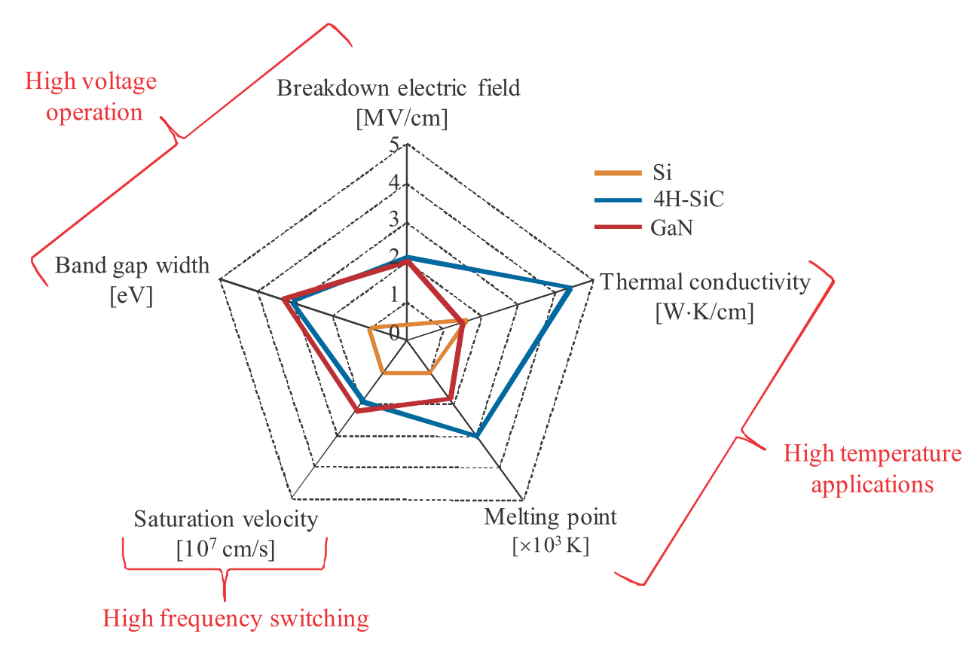 High voltage
operation
Breakdown electric field
[MV/cm]
5
4
3
2
1
0
Si
4H-SiC
GaN
Band gap width
[eV]
Thermal conductivity
[W·K/cm]
High temperature
applications
Saturation velocity
[10⁷ cm/s]
Melting point
[×10³ K]
High frequency switching